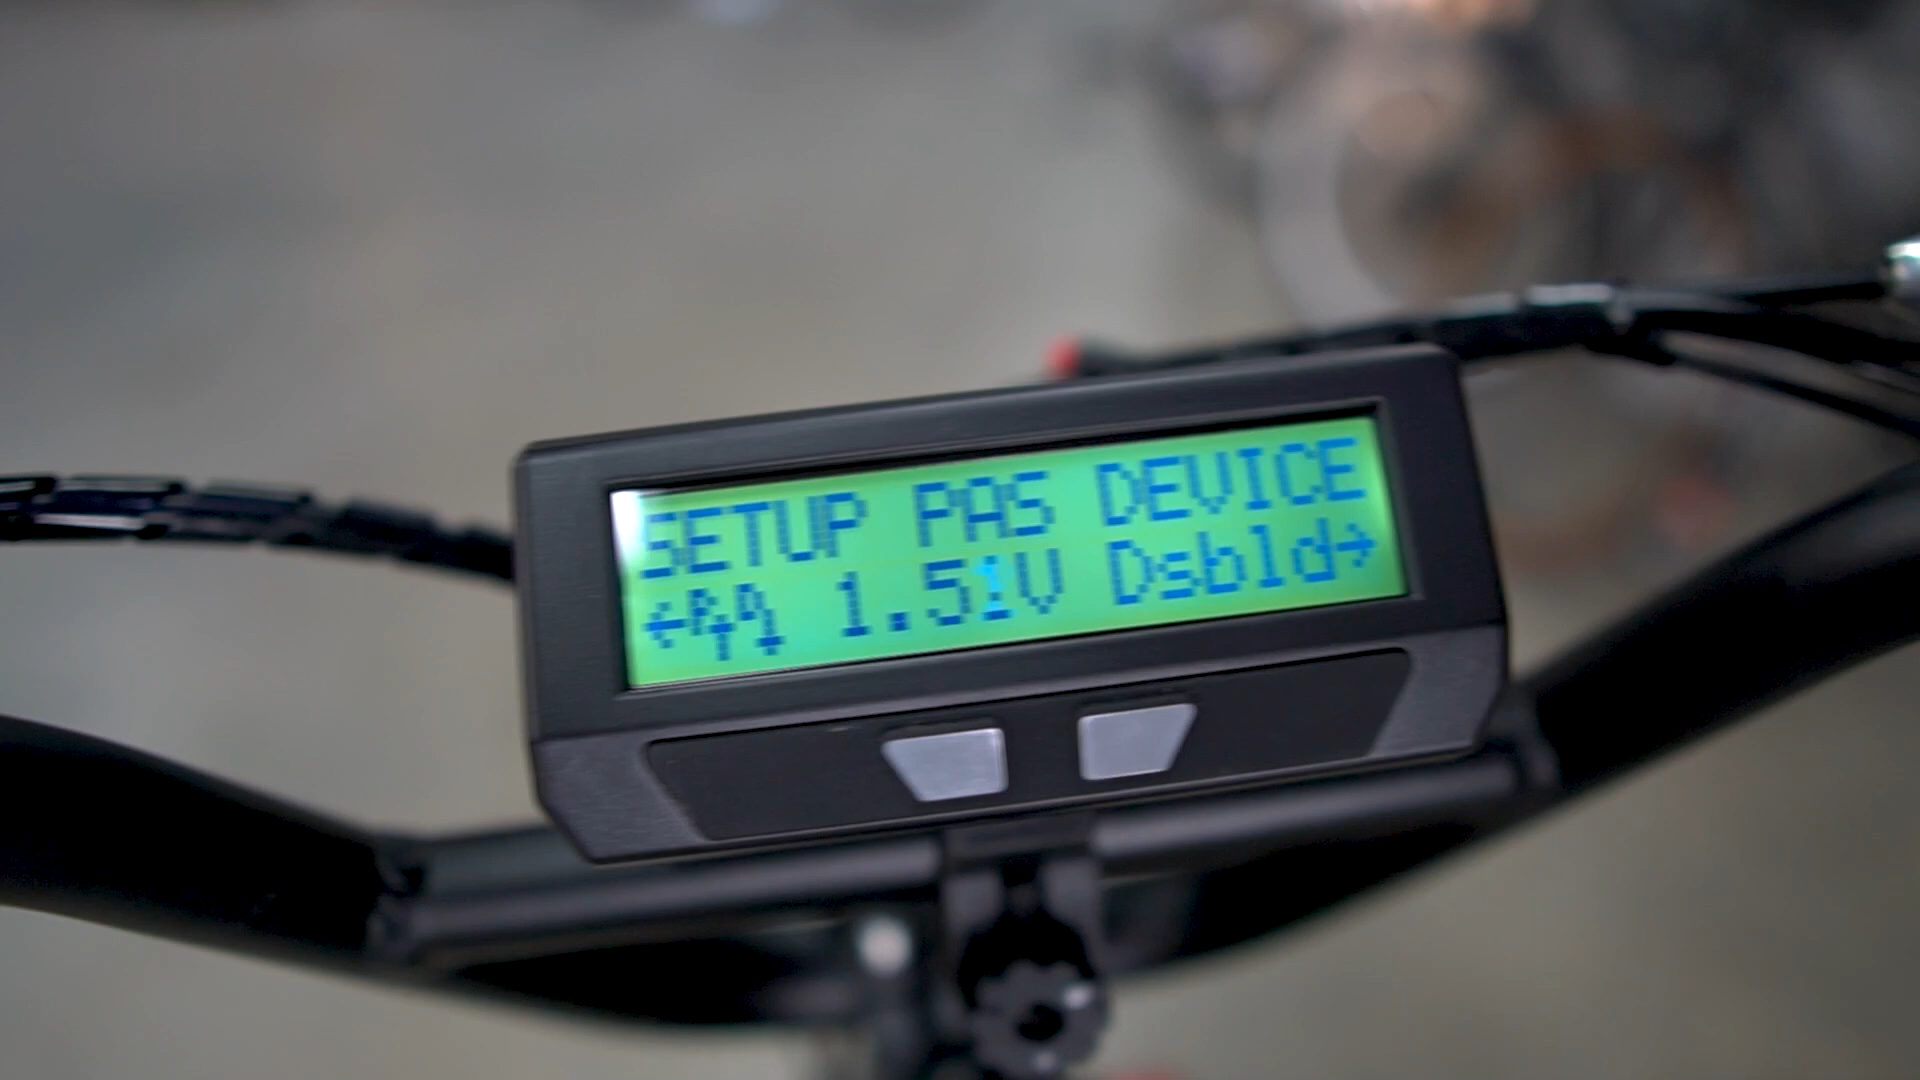 SETUP PAS DEVICE
← 1.51V Dsbld→